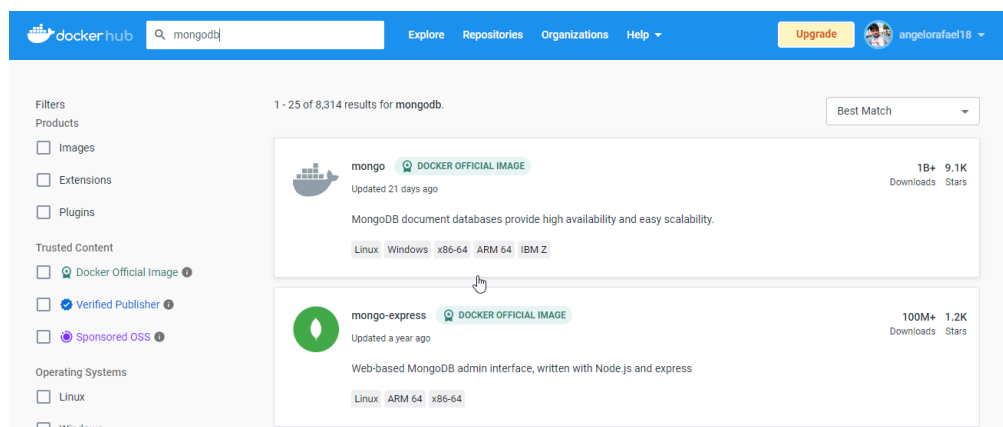 dockerhub mongodb Explore Repositories Organizations Help Upgrade angelorafael18
Filters
Products
Images
Extensions
Plugins
Trusted Content
Docker Official Image
Verified Publisher
Sponsored OSS
Operating Systems
Linux
Windows
1 - 25 of 8,314 results for mongodb.
Best Match
mongo DOCKER OFFICIAL IMAGE
Updated 21 days ago
MongoDB document databases provide high availability and easy scalability.
Linux Windows x86-64 ARM 64 IBM Z
1B+ 9.1K
Downloads Stars
mongo-express DOCKER OFFICIAL IMAGE
Updated a year ago
Web-based MongoDB admin interface, written with Node.js and express
Linux ARM 64 x86-64
100M+ 1.2K
Downloads Stars